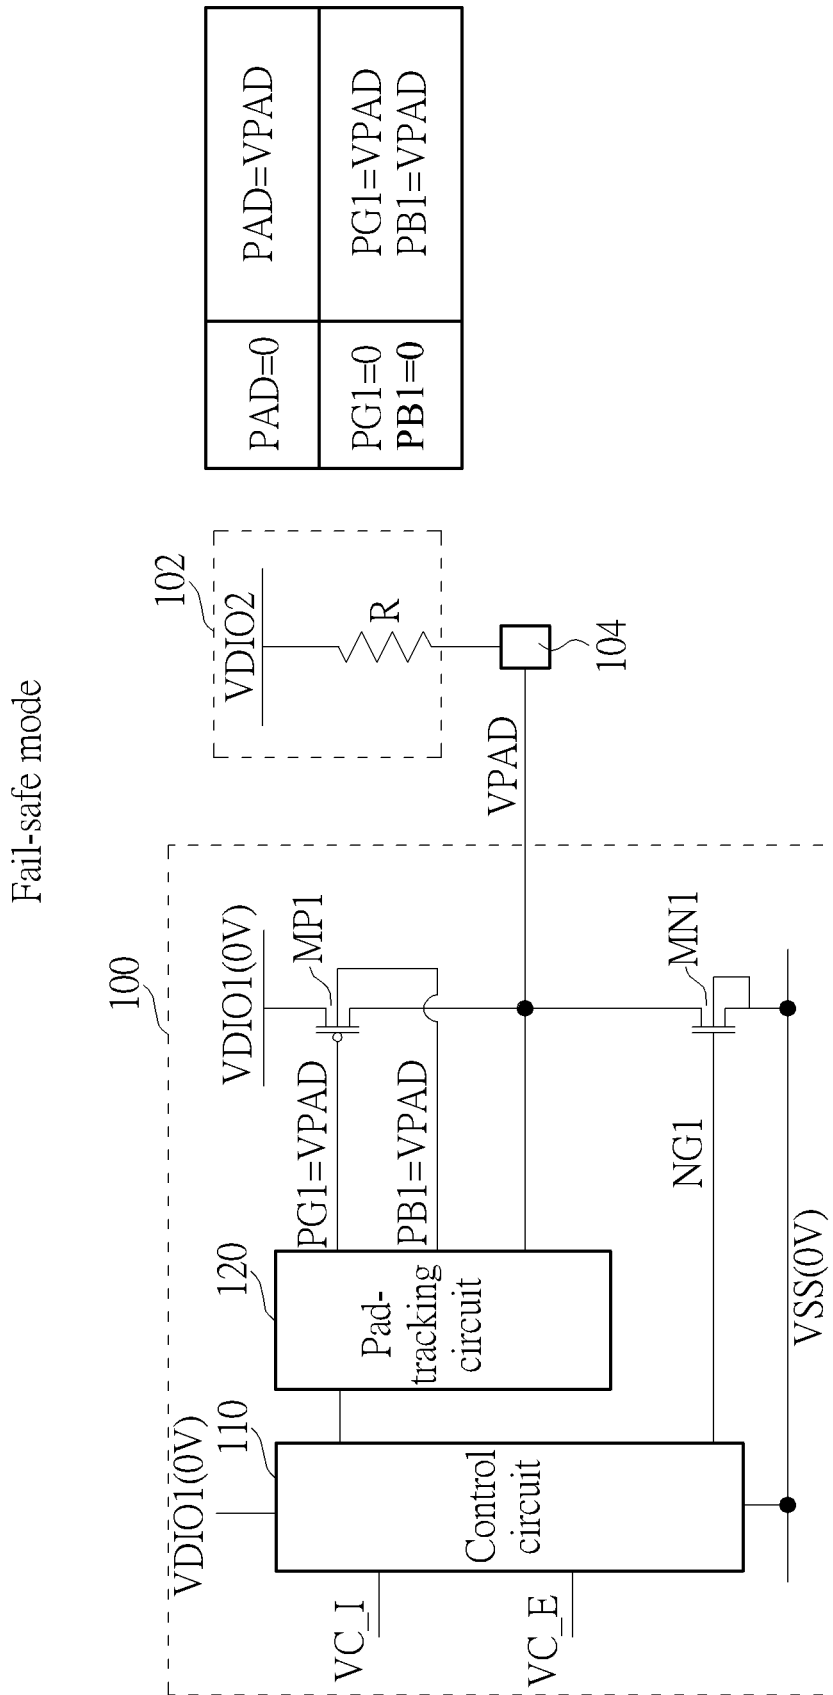 Fail-safe mode
100
102
VDIO1(0V)
110
VC_I
VC_E
Control
circuit
120
Pad-
tracking
circuit
PG1=VPAD
PB1=VPAD
VDIO1(0V)
MP1
NG1
MN1
VSS(0V)
VPAD
VDIO2
R
104
PAD=0
PAD=VPAD
PG1=0
PB1=0
PG1=VPAD
PB1=VPAD